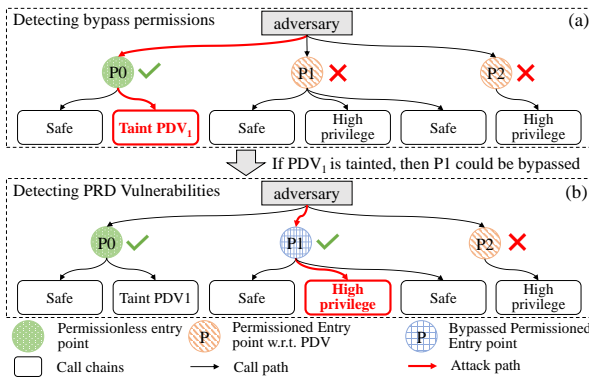 Detecting bypass permissions
(a)
adversary
P0
P1
P2
Safe
Taint PDV1
Safe
High
privilege
Safe
High
privilege
If PDV1 is tainted, then P1 could be bypassed
Detecting PRD Vulnerabilities
(b)
adversary
P0
P1
P2
Safe
Taint PDV1
Safe
High
privilege
Safe
High
privilege
Permissionless entry
point
P
Permissioned Entry
point w.r.t. PDV
P
Bypassed Permissioned
Entry point
Call chains
Call path
Attack path